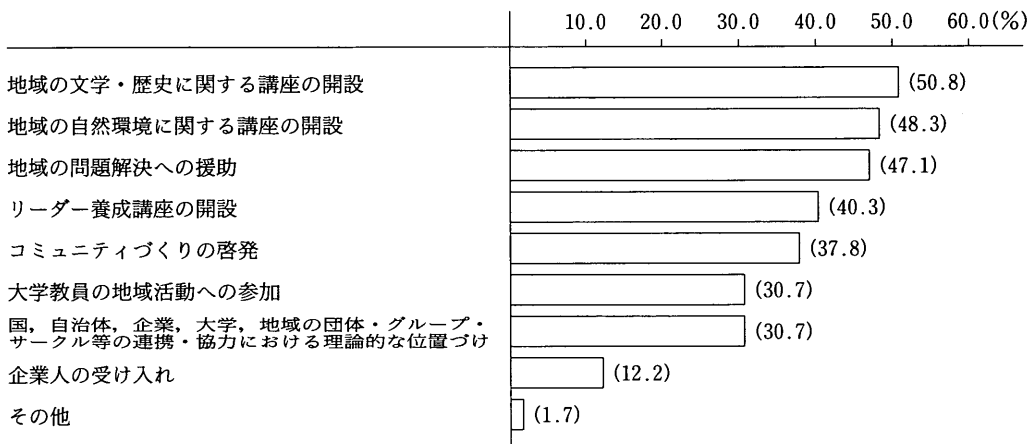 10.0 20.0 30.0 40.0 50.0 60.0(%)
地域の文学・歴史に関する講座の開設 (50.8)
地域の自然環境に関する講座の開設 (48.3)
地域の問題解決への援助 (47.1)
リーダー養成講座の開設 (40.3)
コミュニティづくりの啓発 (37.8)
大学教員の地域活動への参加 (30.7)
国，自治体，企業，大学，地域の団体・グループ・
サークル等の連携・協力における理論的な位置づけ (30.7)
企業人の受け入れ (12.2)
その他 (1.7)